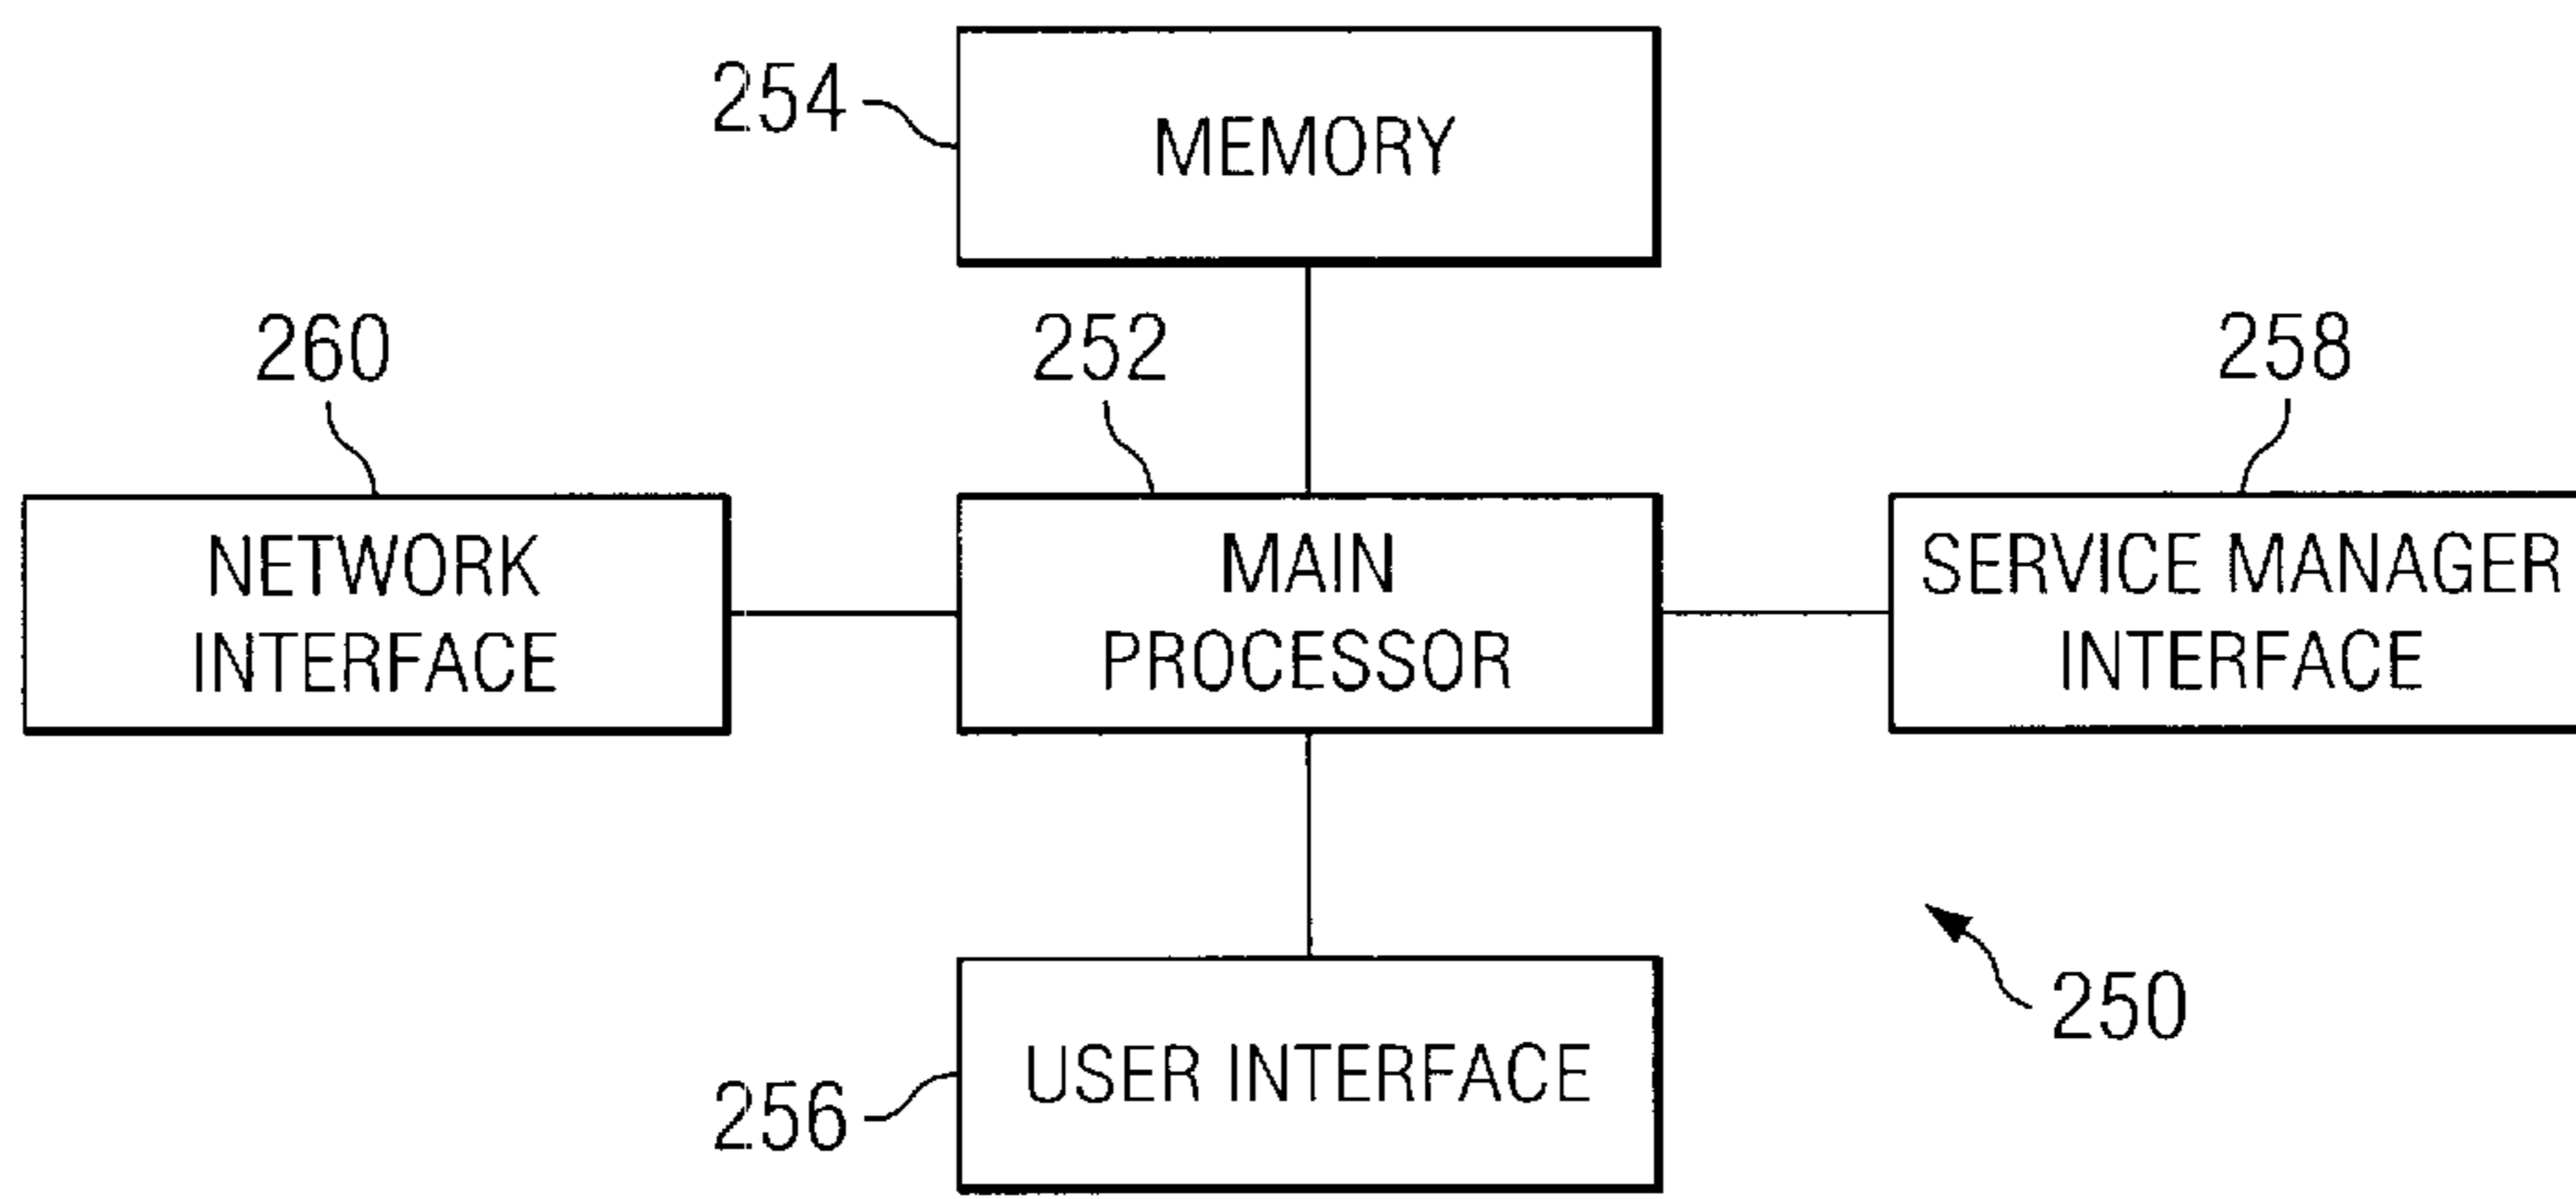 254
MEMORY
260
252
258
NETWORK
INTERFACE
MAIN
PROCESSOR
SERVICE MANAGER
INTERFACE
250
256
USER INTERFACE